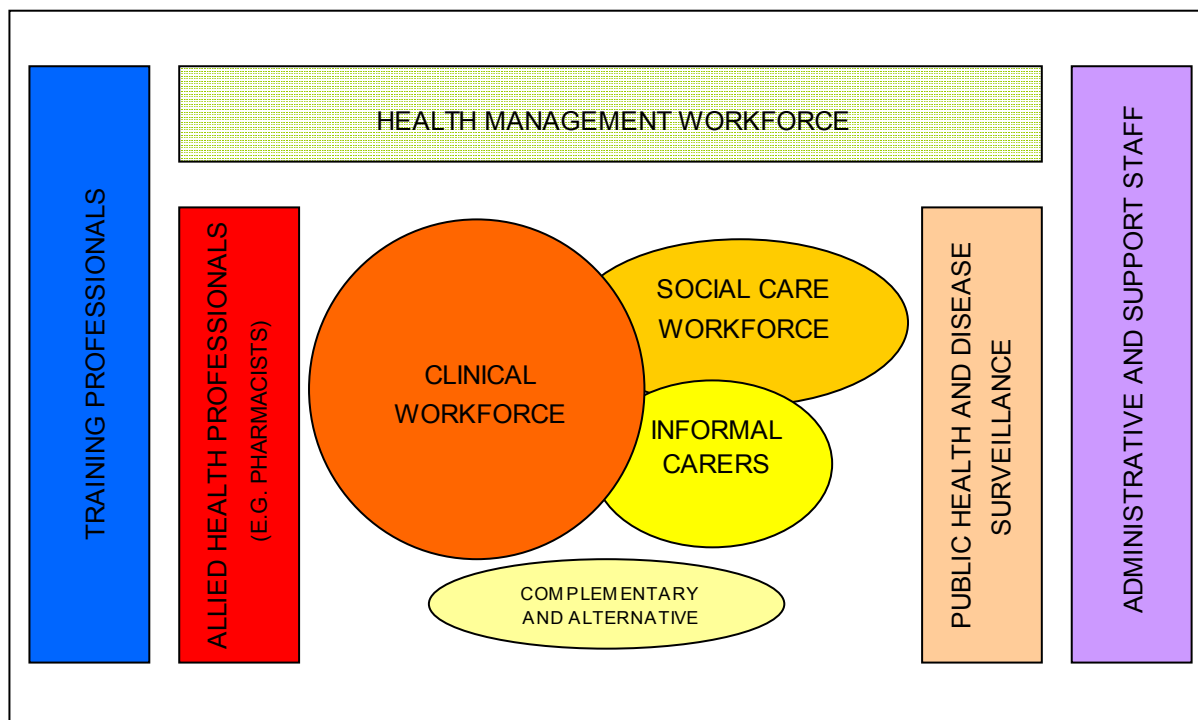 HEALTH MANAGEMENT WORKFORCE
TRAINING PROFESSIONALS
ALLIED HEALTH PROFESSIONALS
(E.G. PHARMACISTS)
CLINICAL
WORKFORCE
SOCIAL CARE
WORKFORCE
INFORMAL
CARERS
COMPLEMENTARY
AND ALTERNATIVE
PUBLIC HEALTH AND DISEASE
SURVEILLANCE
ADMINISTRATIVE AND SUPPORT STAFF